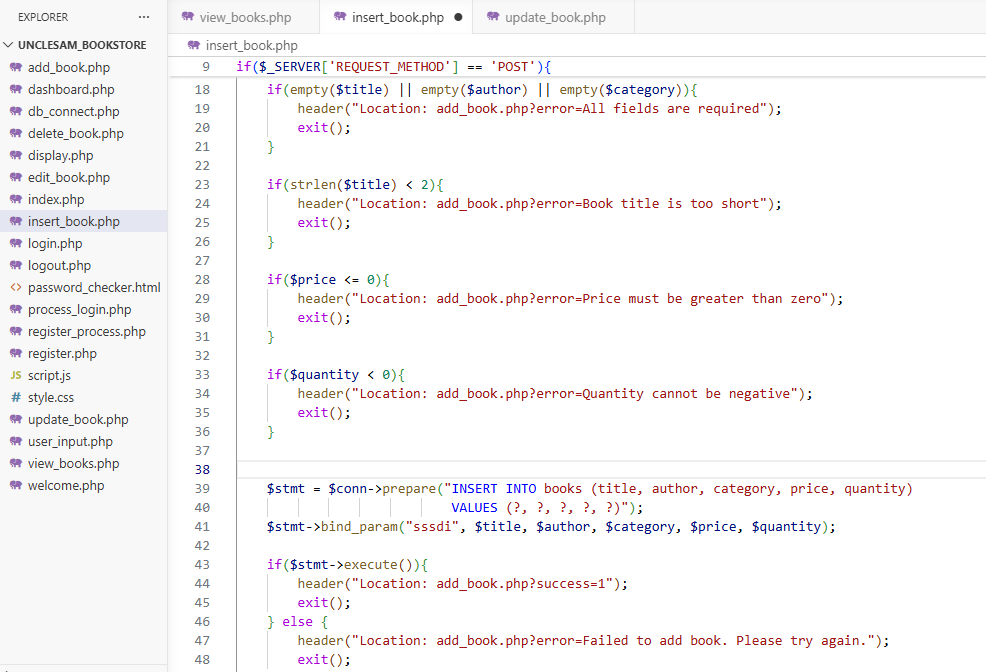 EXPLORER ···
UNCLESAM_BOOKSTORE
add_book.php
dashboard.php
db_connect.php
delete_book.php
display.php
edit_book.php
index.php
insert_book.php
login.php
logout.php
<> password_checker.html
process_login.php
register_process.php
register.php
JS script.js
# style.css
update_book.php
user_input.php
view_books.php
welcome.php
view_books.php insert_book.php ● update_book.php
insert_book.php
9 if($_SERVER['REQUEST_METHOD'] == 'POST'){
18 if(empty($title) || empty($author) || empty($category)){
19 header("Location: add_book.php?error=All fields are required");
20 exit();
21 }
22
23 if(strlen($title) < 2){
24 header("Location: add_book.php?error=Book title is too short");
25 exit();
26 }
27
28 if($price <= 0){
29 header("Location: add_book.php?error=Price must be greater than zero");
30 exit();
31 }
32
33 if($quantity < 0){
34 header("Location: add_book.php?error=Quantity cannot be negative");
35 exit();
36 }
37
38
39 $stmt = $conn->prepare("INSERT INTO books (title, author, category, price, quantity)
40 VALUES (?, ?, ?, ?, ?)");
41 $stmt->bind_param("sssdi", $title, $author, $category, $price, $quantity);
42
43 if($stmt->execute()){
44 header("Location: add_book.php?success=1");
45 exit();
46 } else {
47 header("Location: add_book.php?error=Failed to add book. Please try again.");
48 exit();